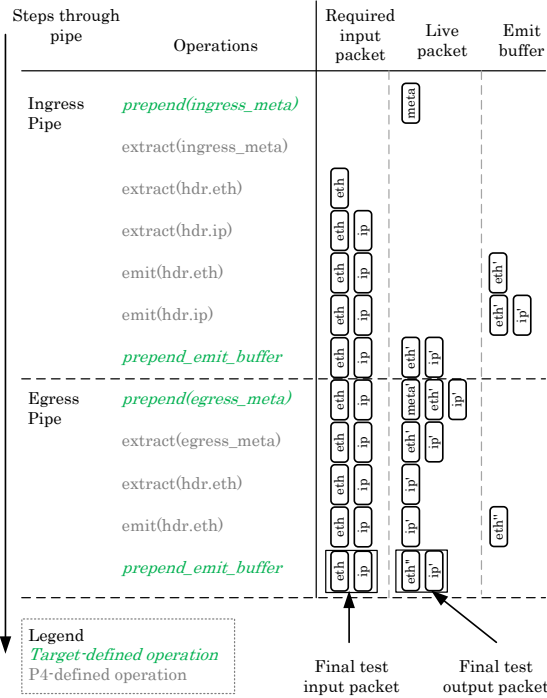 Steps through
pipe
Operations
Required
input
packet
Live
packet
Emit
buffer
Ingress
Pipe
prepend(ingress_meta)
meta
extract(ingress_meta)
extract(hdr.eth)
eth
extract(hdr.ip)
eth ip
emit(hdr.eth)
eth ip eth'
emit(hdr.ip)
eth ip eth' ip'
prepend_emit_buffer
eth ip eth' ip'
Egress
Pipe
prepend(egress_meta)
eth ip meta' eth' ip'
extract(egress_meta)
eth ip eth' ip'
extract(hdr.eth)
eth ip ip'
emit(hdr.eth)
eth ip ip' eth''
prepend_emit_buffer
eth ip eth'' ip'
Legend
Target-defined operation
P4-defined operation
Final test
input packet
Final test
output packet